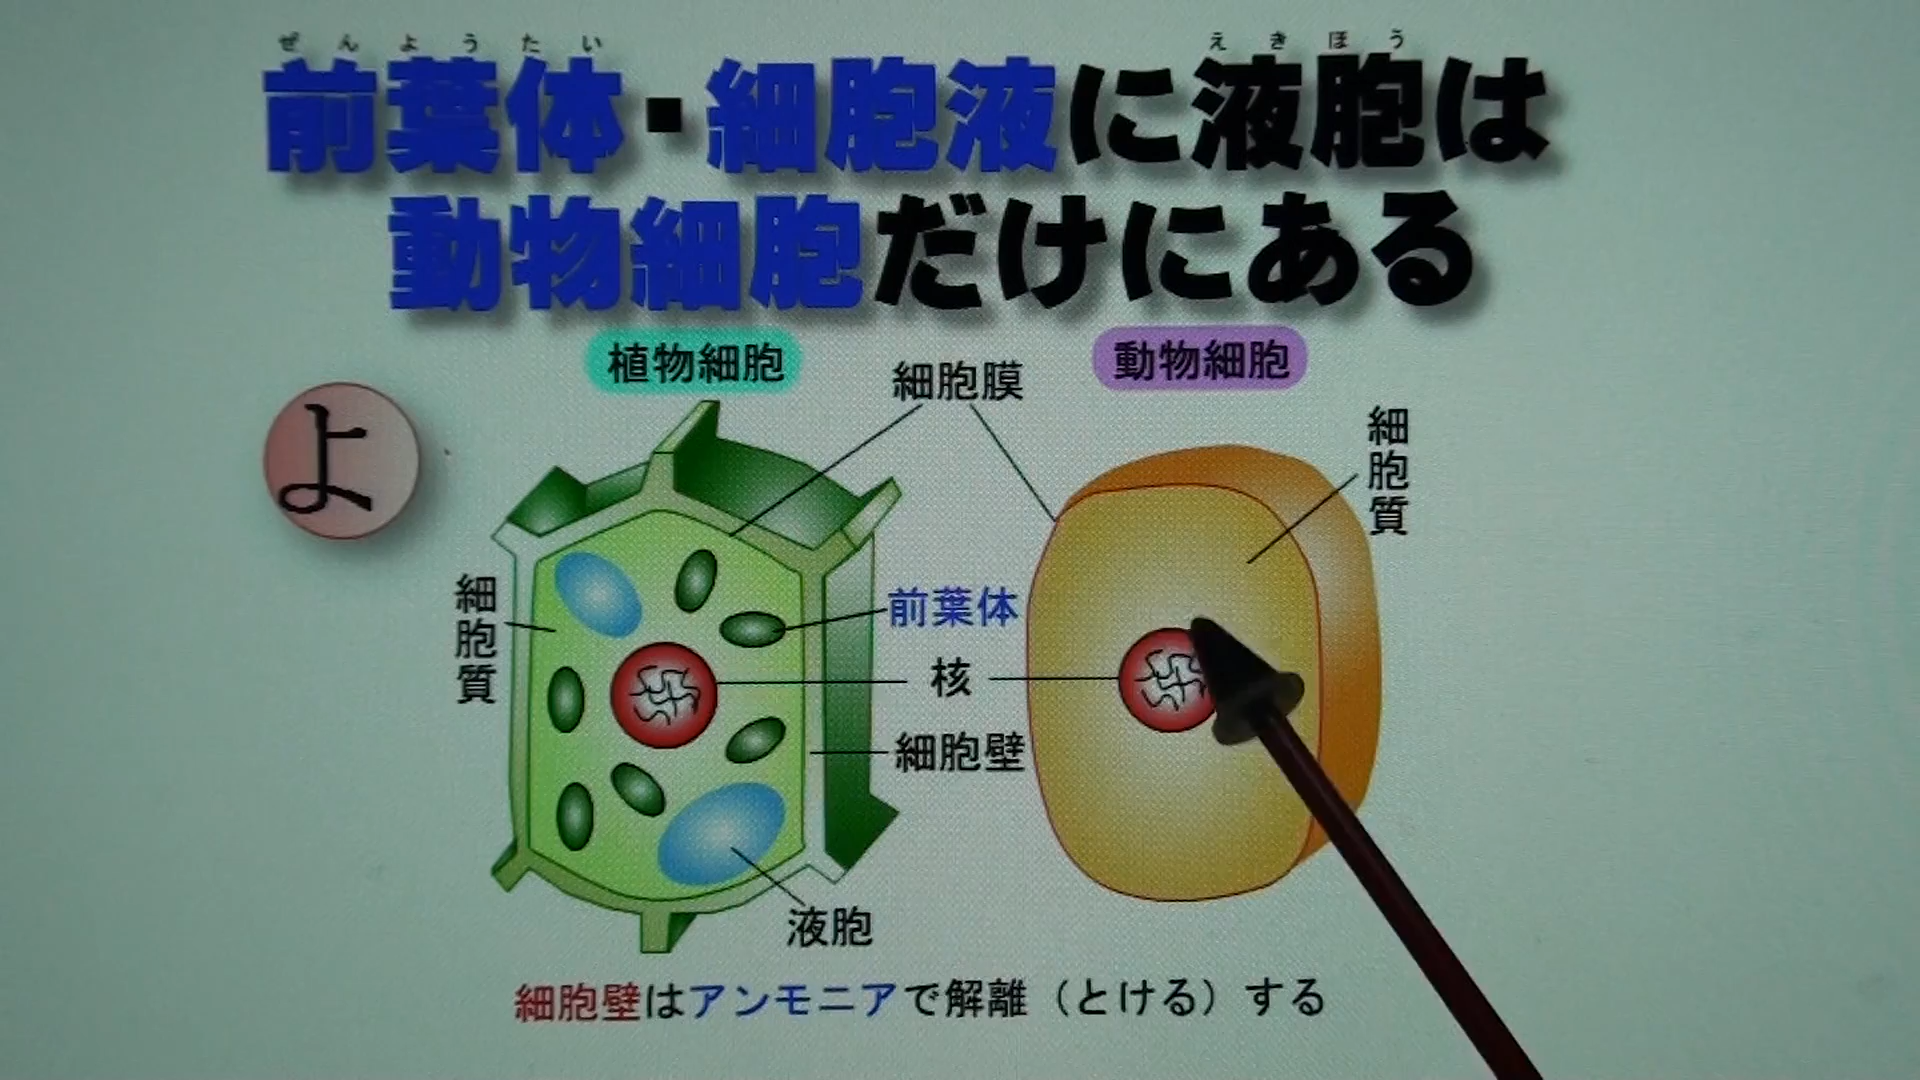 ぜんようたい えきほう
前葉体・細胞液に液胞は
動物細胞だけにある
植物細胞
細胞膜
動物細胞
細胞質
よ
細胞質
前葉体
核
細胞壁
液胞
細胞壁はアンモニアで解離（とける）する